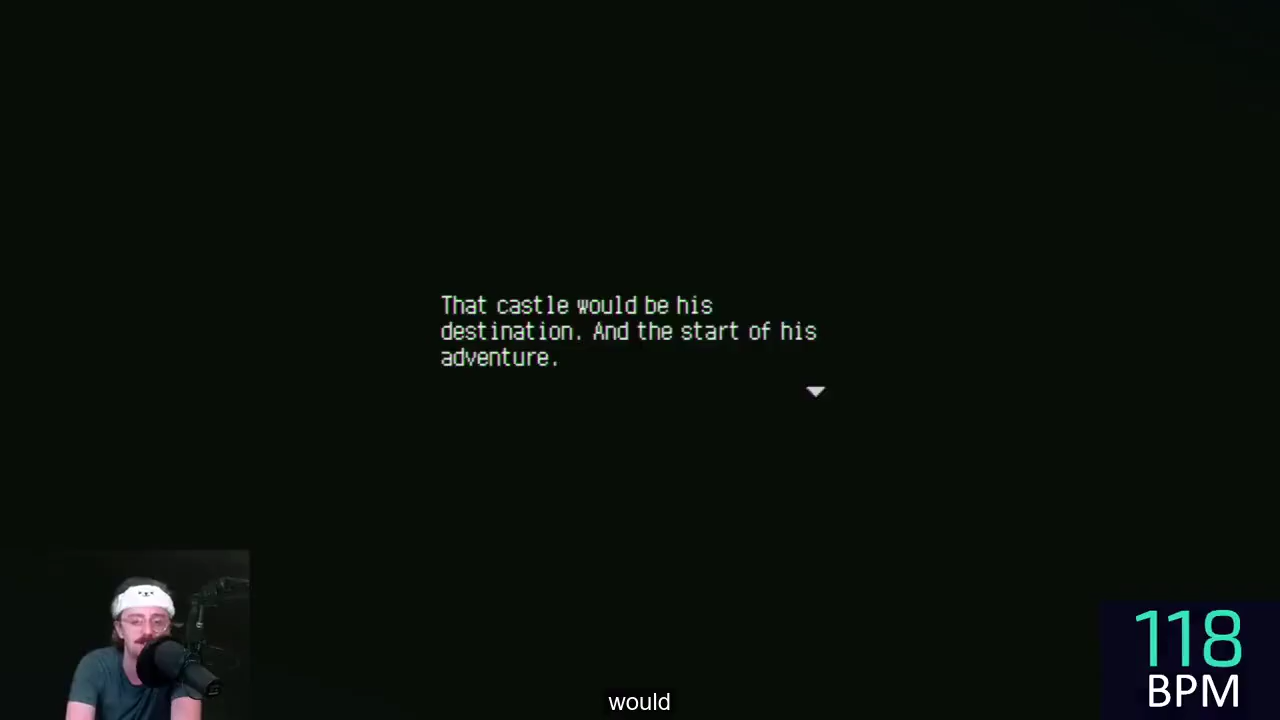 That castle would be his
destination. And the start of his
adventure.
118
BPM
would